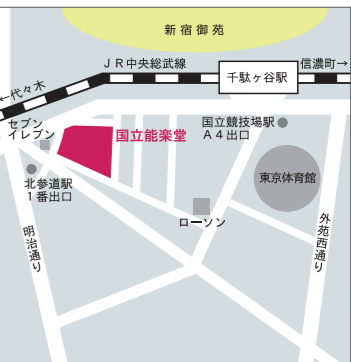 新宿御苑
JR中央総武線
信濃町→
千駄ヶ谷駅
←代々木
セブン
イレブン
国立能楽堂
国立競技場駅
A4出口
北参道駅
1番出口
東京体育館
ローソン
明治通り
外苑西通り